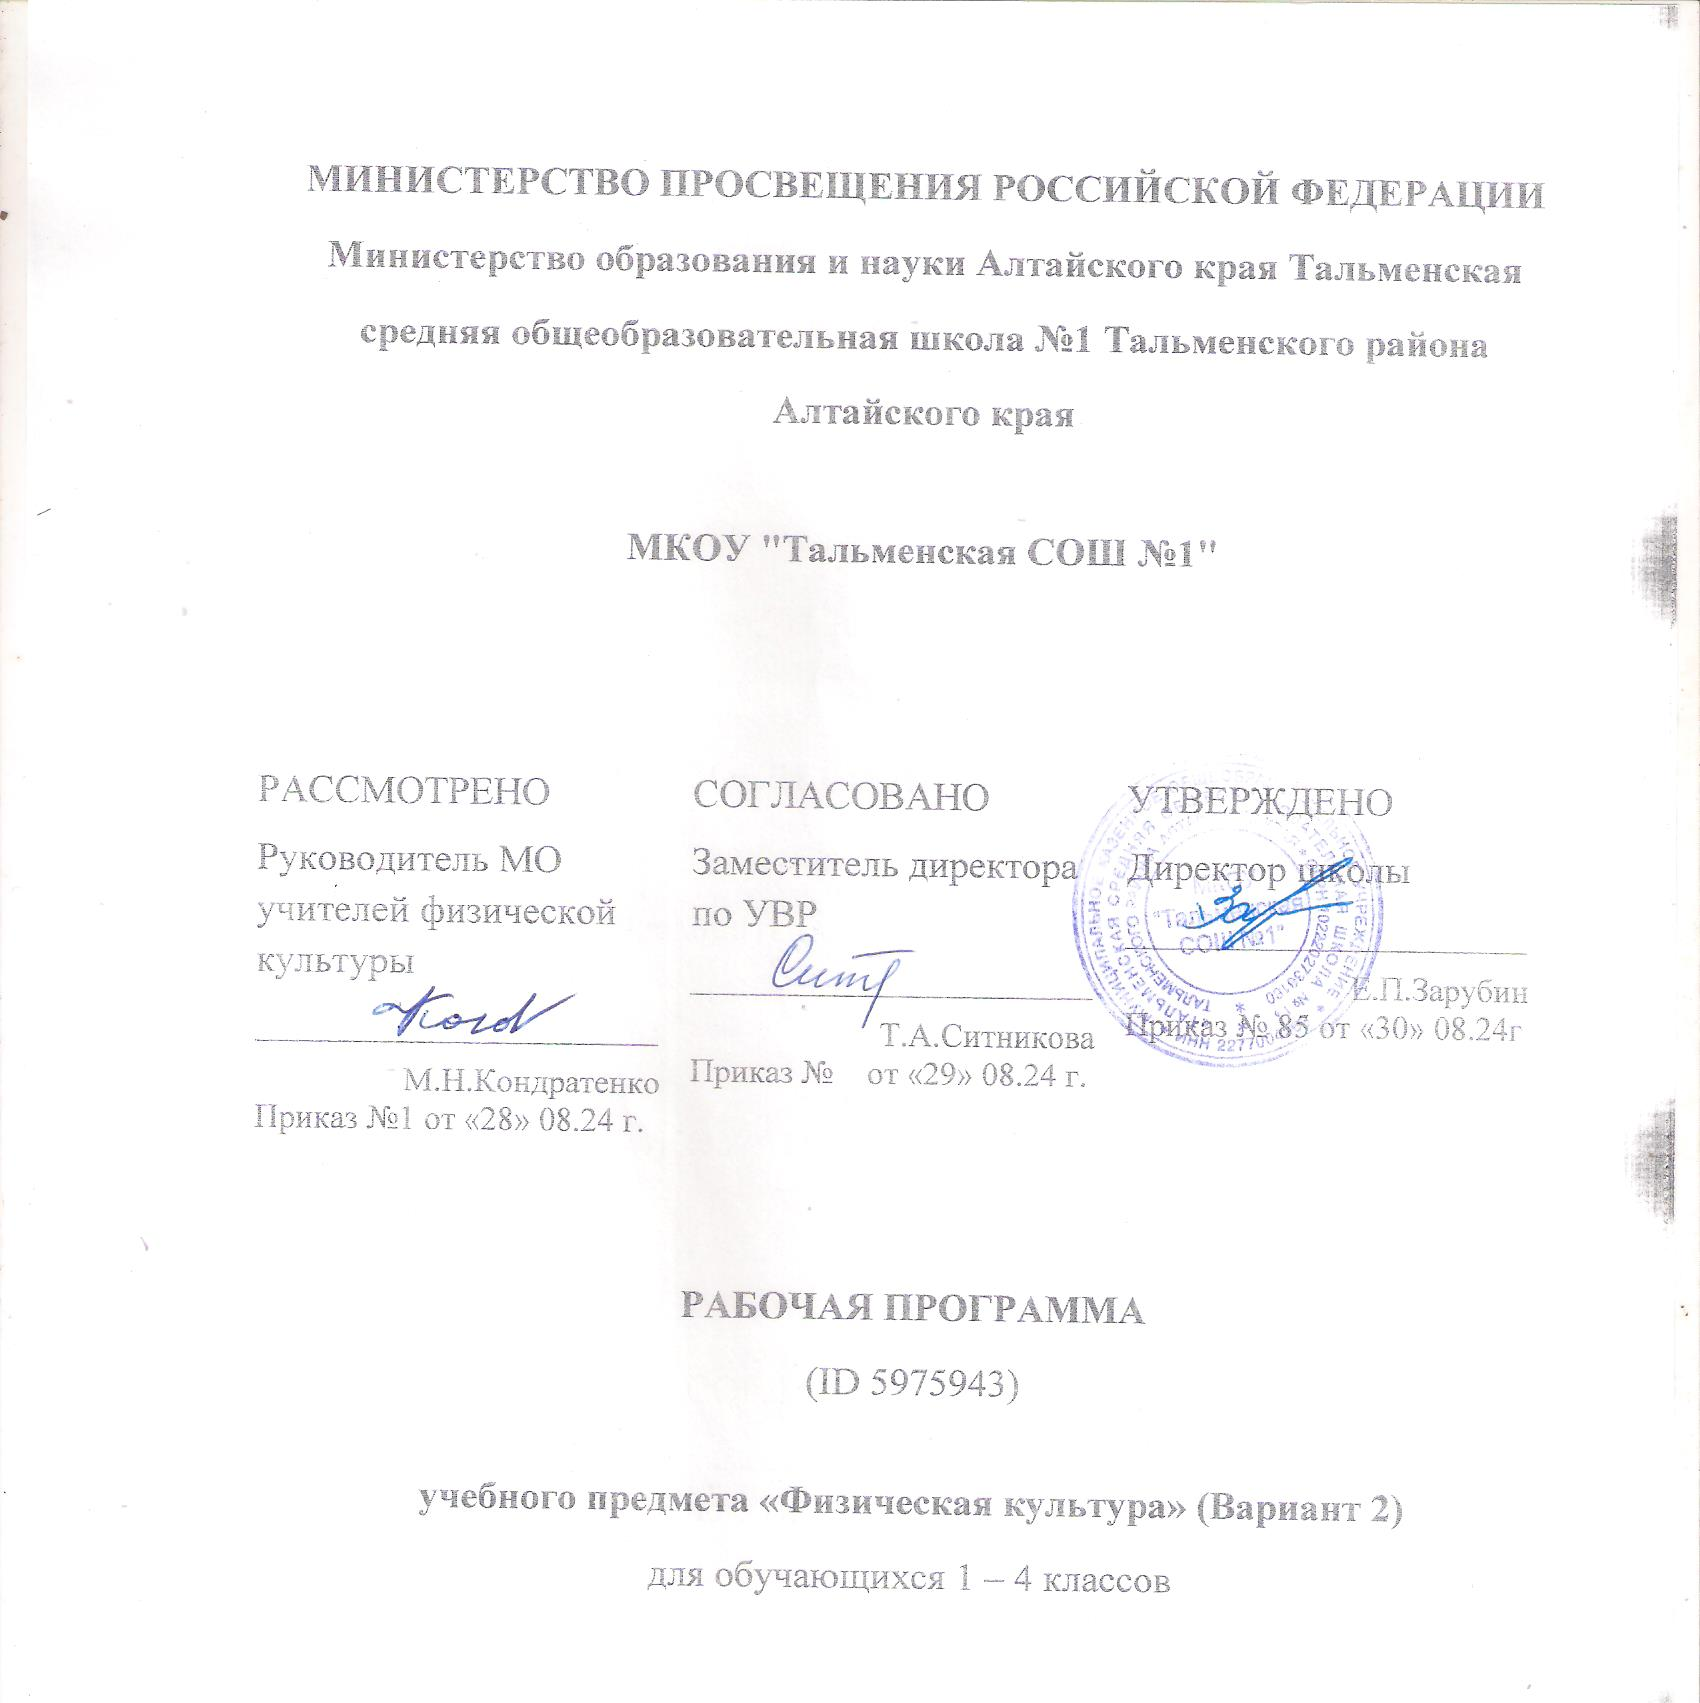 МИНИСТЕРСТВО ПРОСВЕЩЕНИЯ РОССИЙСКОЙ ФЕДЕРАЦИИ
Министерство образования и науки Алтайского края Тальменская
средняя общеобразовательная школа №1 Тальменского района
Алтайского края
МКОУ "Тальменская СОШ №1"
РАССМОТРЕНО
Руководитель МО
учителей физической
культуры
М.Н.Кондратенко
Приказ №1 от «28» 08.24 г.
СОГЛАСОВАНО
Заместитель директора
по УВР
Т.А.Ситникова
Приказ № от «29» 08.24 г.
УТВЕРЖДЕНО
Директор школы
Е.П.Зарубин
Приказ № 85 от «30» 08.24г
"Тальменская
СОШ №1"
РАБОЧАЯ ПРОГРАММА
(ID 5975943)
учебного предмета «Физическая культура» (Вариант 2)
для обучающихся 1 – 4 классов